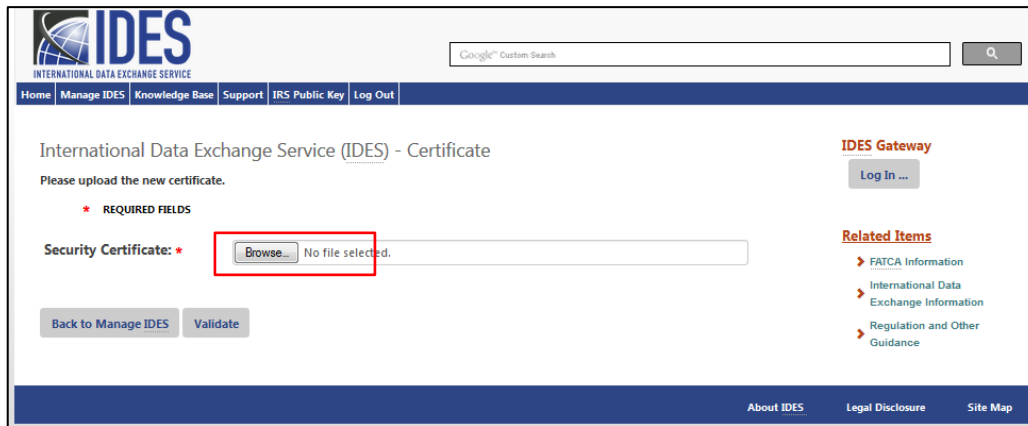 IDES
INTERNATIONAL DATA EXCHANGE SERVICE
Google™ Custom Search
Home Manage IDES Knowledge Base Support IRS Public Key Log Out
International Data Exchange Service (IDES) - Certificate
Please upload the new certificate.
* REQUIRED FIELDS
Security Certificate: *
Browse... No file selected.
Back to Manage IDES Validate
IDES Gateway
Log In ...
Related Items
FATCA Information
International Data
Exchange Information
Regulation and Other
Guidance
About IDES Legal Disclosure Site Map